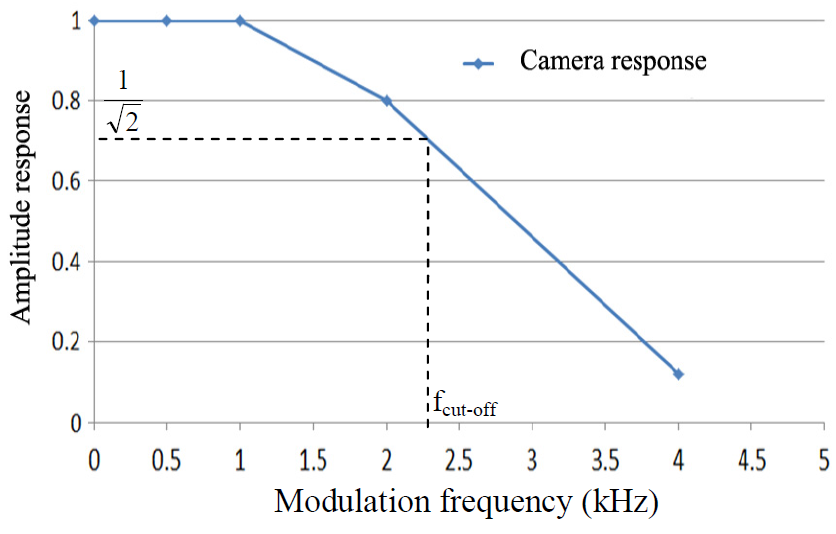 Camera response
Amplitude response
1
0.8
0.6
0.4
0.2
0
1
√2
f cut-off
0 0.5 1 1.5 2 2.5 3 3.5 4 4.5 5
Modulation frequency (kHz)